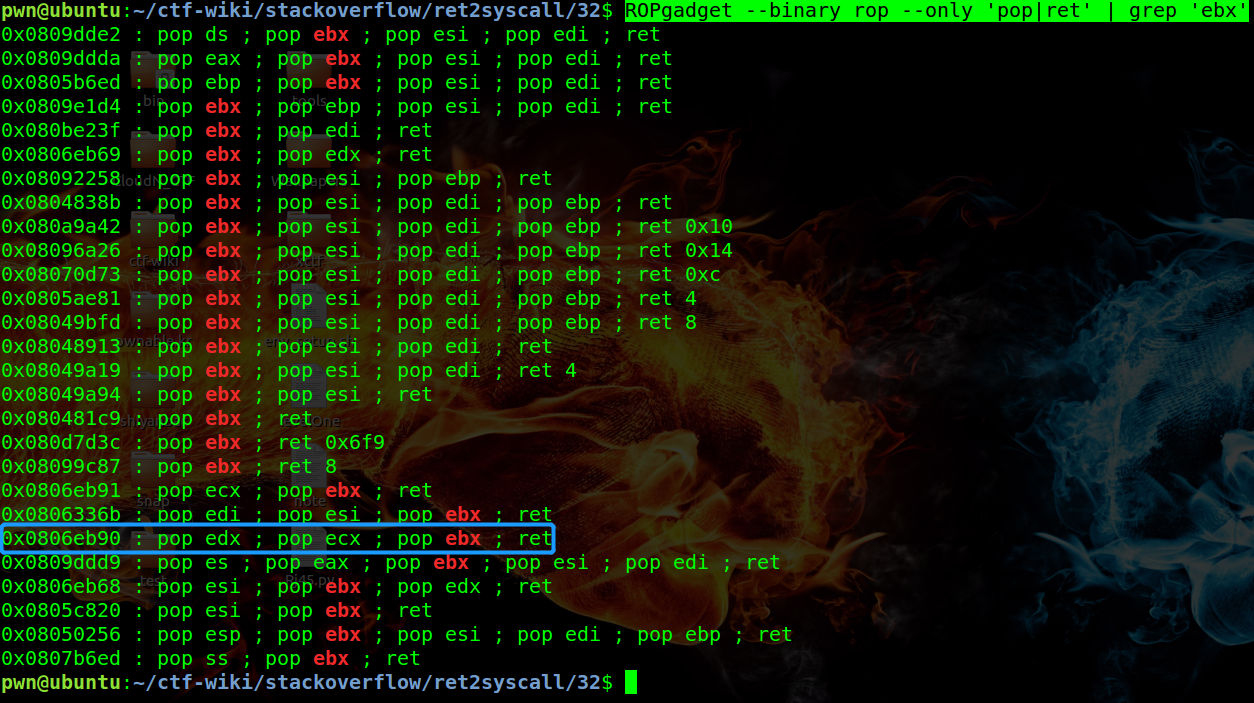 pwn@ubuntu:~/ctf-wiki/stackoverflow/ret2syscall/32$ ROPgadget --binary rop --only 'pop|ret' | grep 'ebx'
0x0809dde2 : pop ds ; pop ebx ; pop esi ; pop edi ; ret
0x0809ddda : pop eax ; pop ebx ; pop esi ; pop edi ; ret
0x0805b6ed : pop ebp ; pop ebx ; pop esi ; pop edi ; ret
0x0809e1d4 : pop ebx ; pop ebp ; pop esi ; pop edi ; ret
0x080be23f : pop ebx ; pop edi ; ret
0x0806eb69 : pop ebx ; pop edx ; ret
0x08092258 : pop ebx ; pop esi ; pop ebp ; ret
0x0804838b : pop ebx ; pop esi ; pop edi ; pop ebp ; ret
0x080a9a42 : pop ebx ; pop esi ; pop edi ; pop ebp ; ret 0x10
0x08096a26 : pop ebx ; pop esi ; pop edi ; pop ebp ; ret 0x14
0x08070d73 : pop ebx ; pop esi ; pop edi ; pop ebp ; ret 0xc
0x0805ae81 : pop ebx ; pop esi ; pop edi ; pop ebp ; ret 4
0x08049bfd : pop ebx ; pop esi ; pop edi ; pop ebp ; ret 8
0x08048913 : pop ebx ; pop esi ; pop edi ; ret
0x08049a19 : pop ebx ; pop esi ; pop edi ; ret 4
0x08049a94 : pop ebx ; pop esi ; ret
0x080481c9 : pop ebx ; ret
0x080d7d3c : pop ebx ; ret 0x6f9
0x08099c87 : pop ebx ; ret 8
0x0806eb91 : pop ecx ; pop ebx ; ret
0x0806336b : pop edi ; pop esi ; pop ebx ; ret
0x0806eb90 : pop edx ; pop ecx ; pop ebx ; ret
0x0809ddd9 : pop es ; pop eax ; pop ebx ; pop esi ; pop edi ; ret
0x0806eb68 : pop esi ; pop ebx ; pop edx ; ret
0x0805c820 : pop esi ; pop ebx ; ret
0x08050256 : pop esp ; pop ebx ; pop esi ; pop edi ; pop ebp ; ret
0x0807b6ed : pop ss ; pop ebx ; ret
pwn@ubuntu:~/ctf-wiki/stackoverflow/ret2syscall/32$